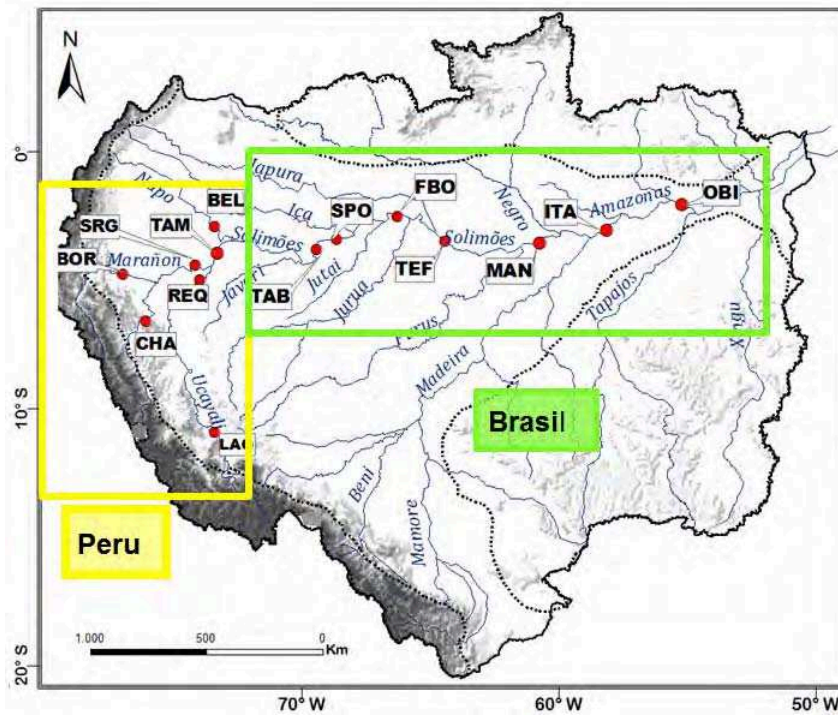 N
0°
Japura
Napo
BEL
FBO
OBI
SRG
TAM
Iça
SPO
Negro
ITA
Amazoñas
BOR
Marañon
Solimões
Solimões
TEF
MAN
REQ
Javari
TAB
Jutai
Jurua
Purus
Tapajos
Xingu
CHA
Madeira
Ucayali
10°S
LAG
Brasil
Beni
Mamore
Peru
1.000 500 0
Km
20°S
70°W 60°W 50°W